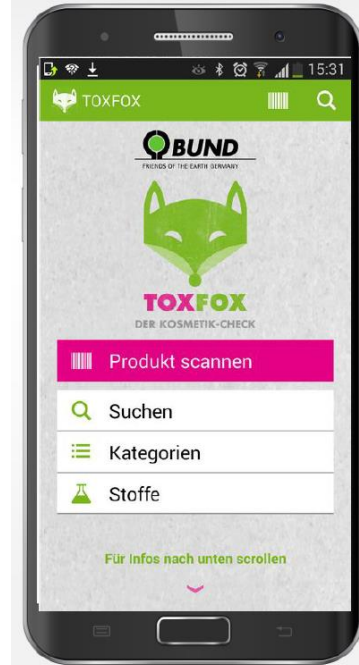 15:31
TOXFOX
BUND
FRIENDS OF THE EARTH GERMANY
TOXFOX
DER KOSMETIK-CHECK
Produkt scannen
Suchen
Kategorien
Stoffe
Für Infos nach unten scrollen